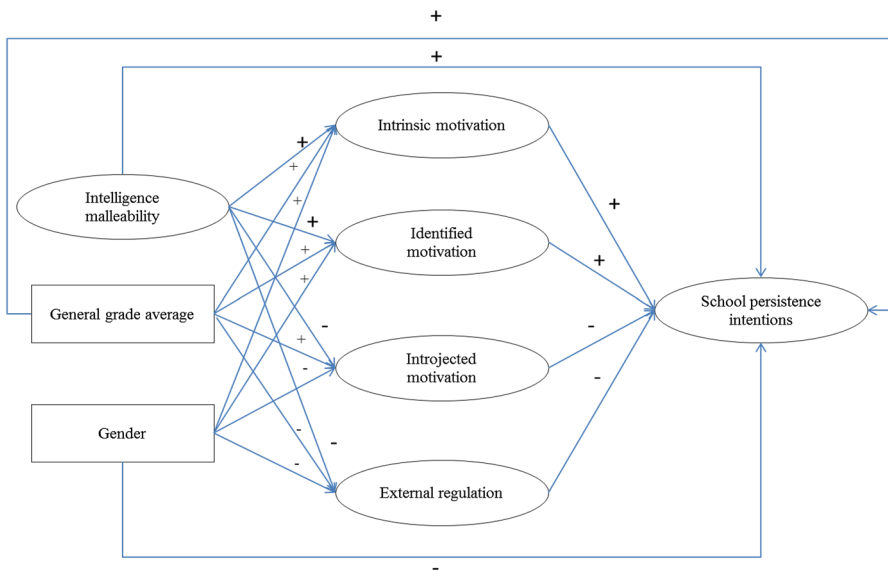 +
+
Intrinsic motivation
+
+
+
Intelligence
malleability
+
+
Identified
motivation
+
+
+
+
School persistence
intentions
General grade average
-
-
+
Introjected
motivation
-
-
Gender
-
-
-
External regulation
-